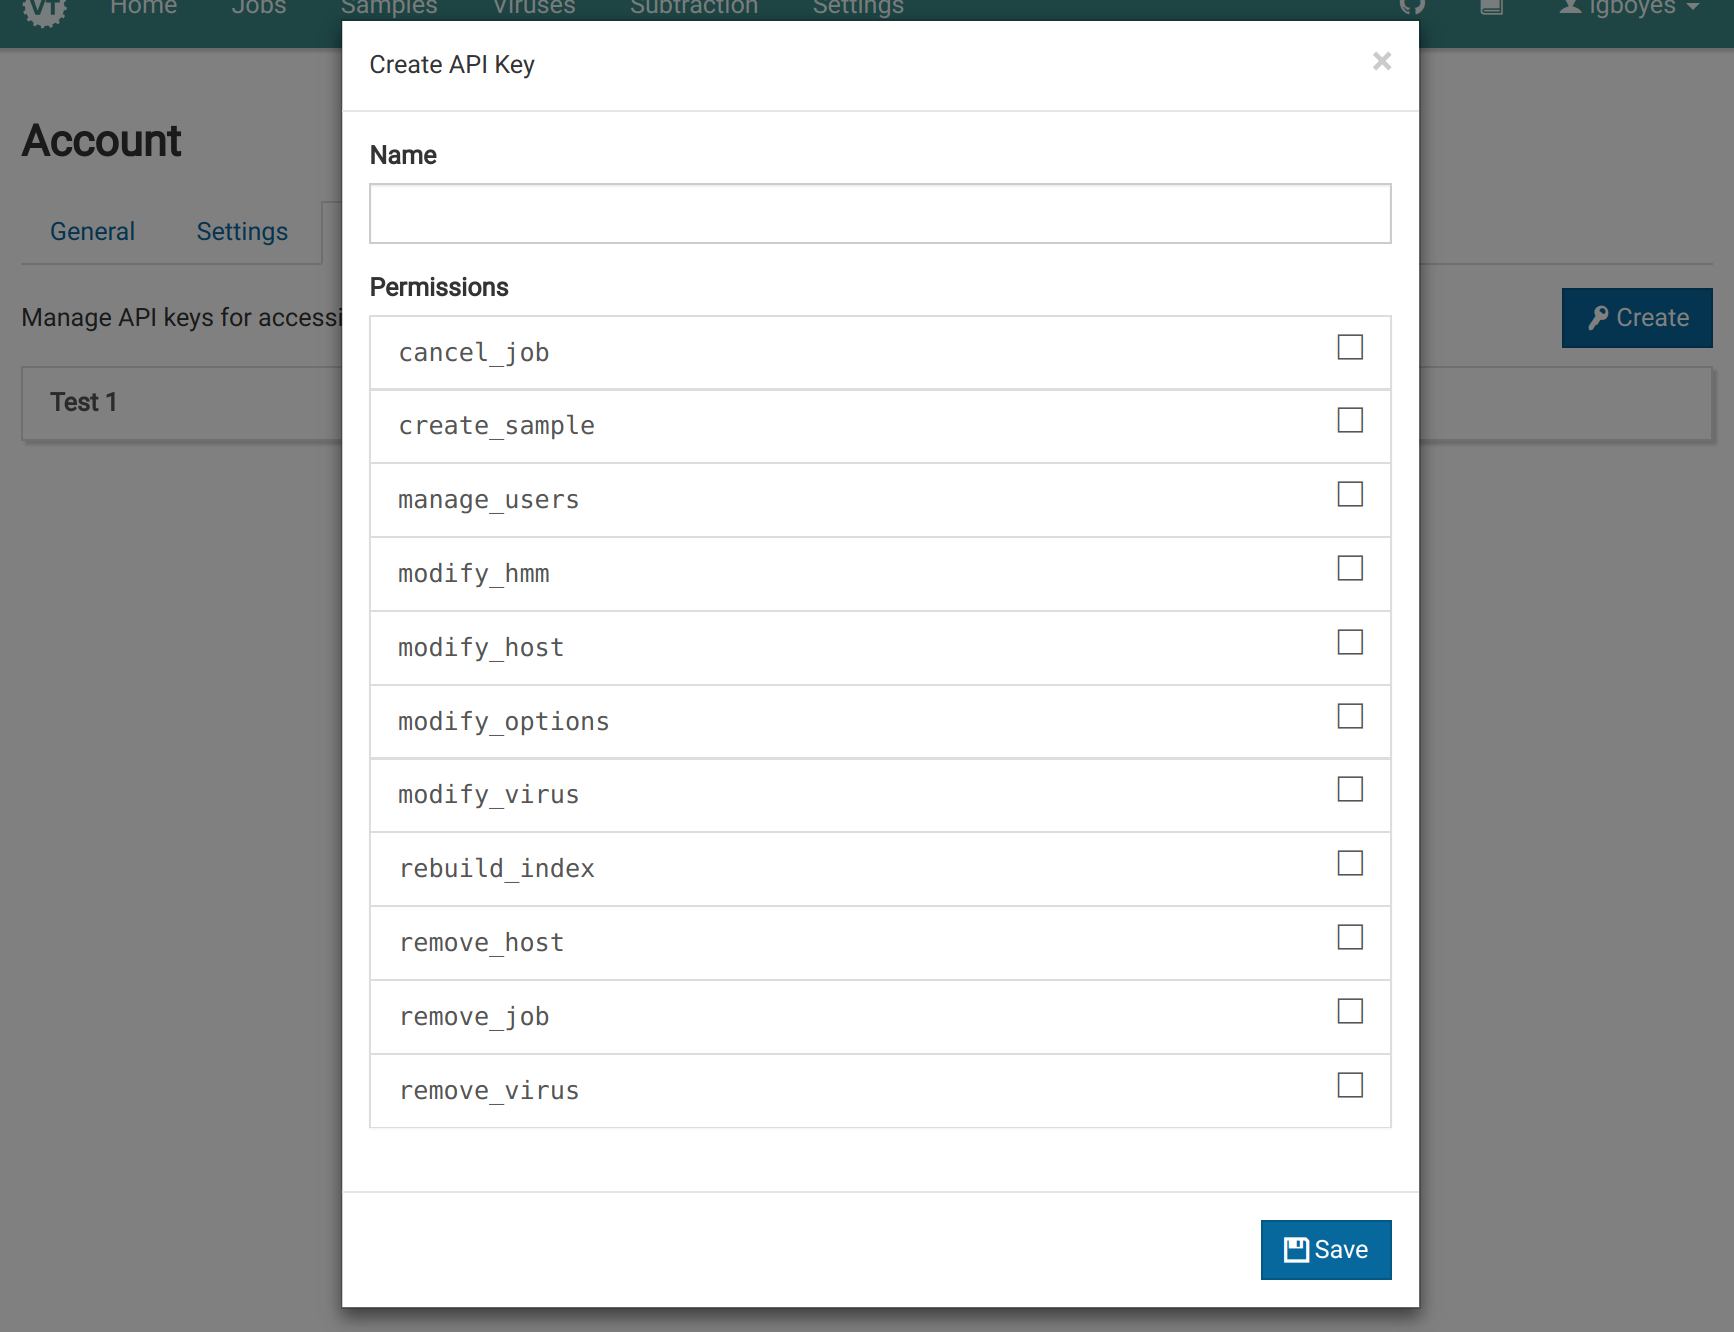 VT Home Jobs Samples Viruses Subtraction Settings igboyes
Create API Key ×
Account
Name
General Settings
Permissions
Manage API keys for accessi
Create
cancel_job
Test 1
create_sample
manage_users
modify_hmm
modify_host
modify_options
modify_virus
rebuild_index
remove_host
remove_job
remove_virus
Save